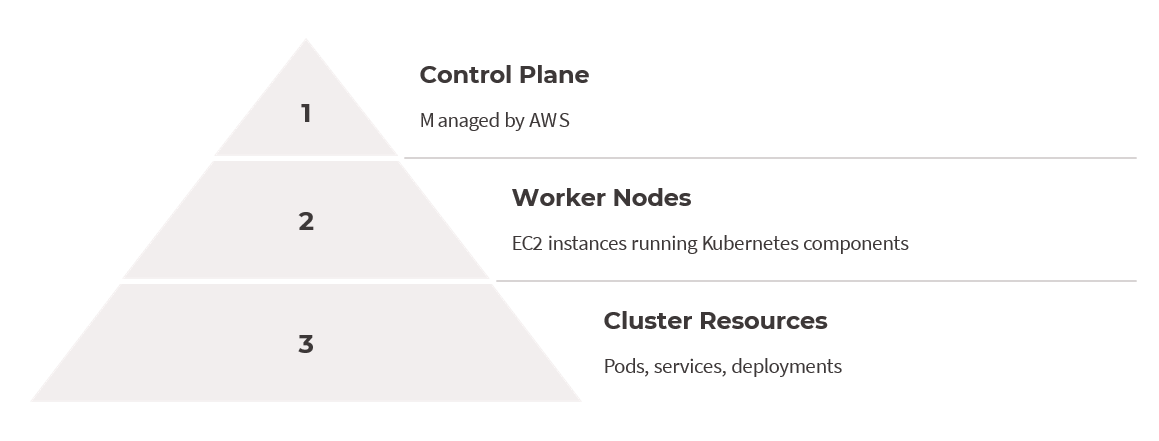 1
Control Plane
Managed by AWS
2
Worker Nodes
EC2 instances running Kubernetes components
3
Cluster Resources
Pods, services, deployments